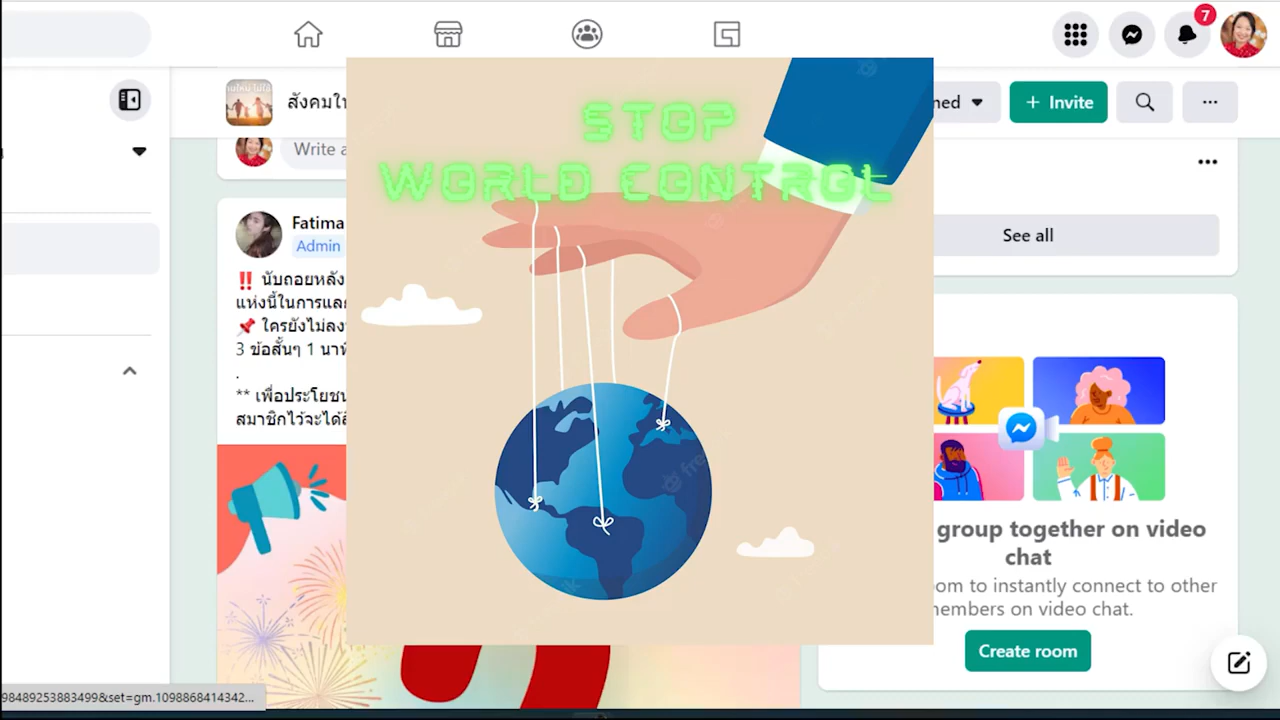 7
สังคมใ
ned
+ Invite
Write a
STOP
WORLD CONTROL
See all
Fatima
Admin
‼️ นับถอยหลัง
แห่งนี้ในการแล
📌 ใครยังไม่ลง
3 ข้อสั้นๆ 1 นาที
.
** เพื่อประโยชน
สมาชิกไว้จะได้
group together on video
chat
oom to instantly connect to other
members on video chat.
Create room
98489253883499&set=gm.1098868414342...